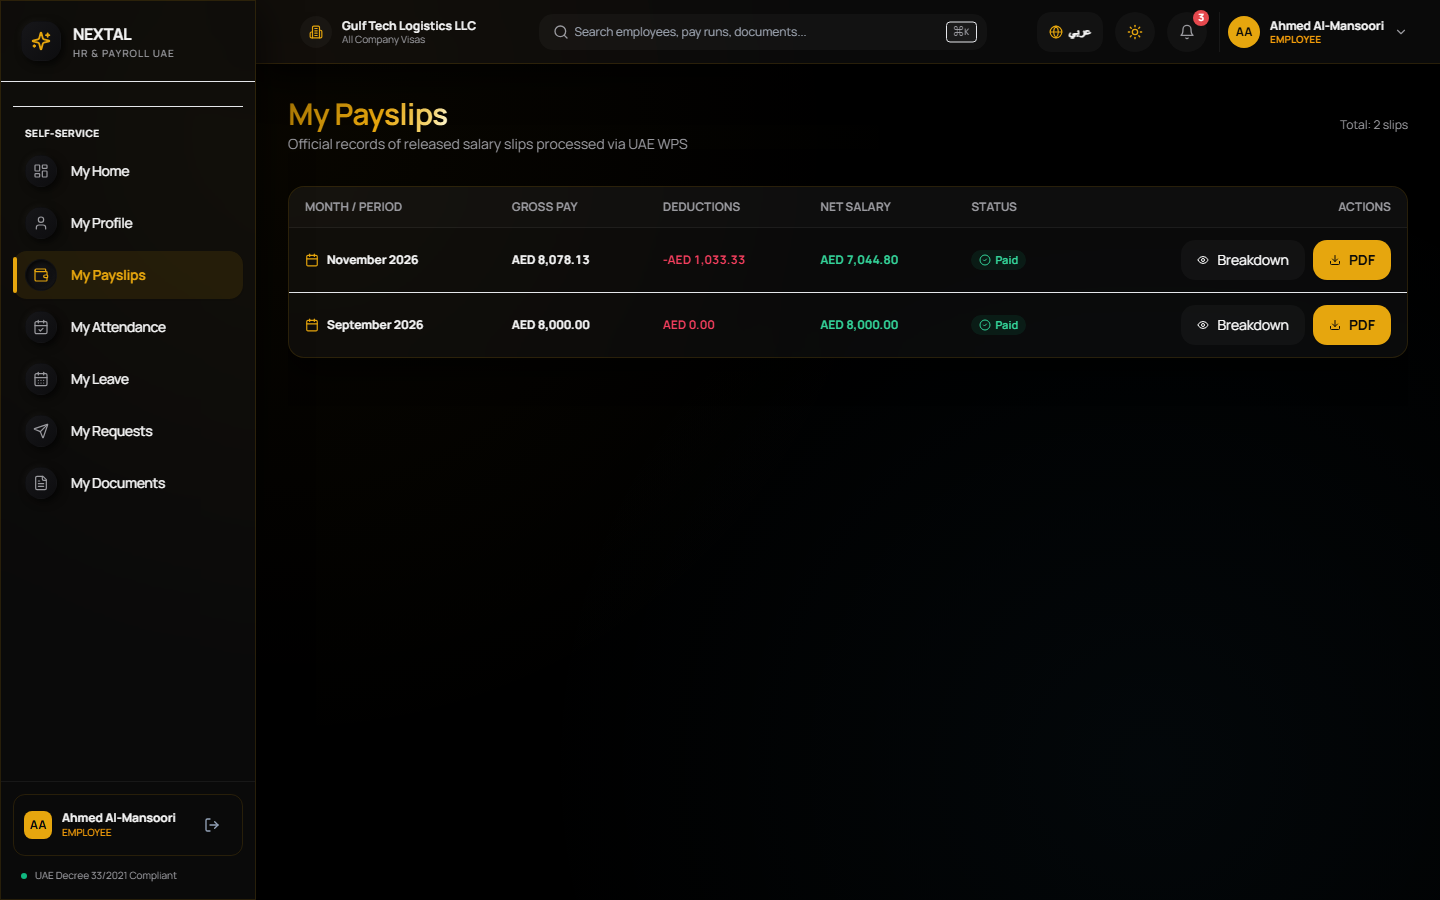 NEXTAL
HR & PAYROLL UAE
Gulf Tech Logistics LLC
All Company Visas
Search employees, pay runs, documents...
⌘K
عربي
3
AA
Ahmed Al-Mansoori
EMPLOYEE
SELF-SERVICE
My Home
My Profile
My Payslips
My Attendance
My Leave
My Requests
My Documents
My Payslips
Official records of released salary slips processed via UAE WPS
Total: 2 slips
MONTH / PERIOD GROSS PAY DEDUCTIONS NET SALARY STATUS ACTIONS
November 2026 AED 8,078.13 -AED 1,033.33 AED 7,044.80 Paid Breakdown PDF
September 2026 AED 8,000.00 AED 0.00 AED 8,000.00 Paid Breakdown PDF
AA
Ahmed Al-Mansoori
EMPLOYEE
UAE Decree 33/2021 Compliant